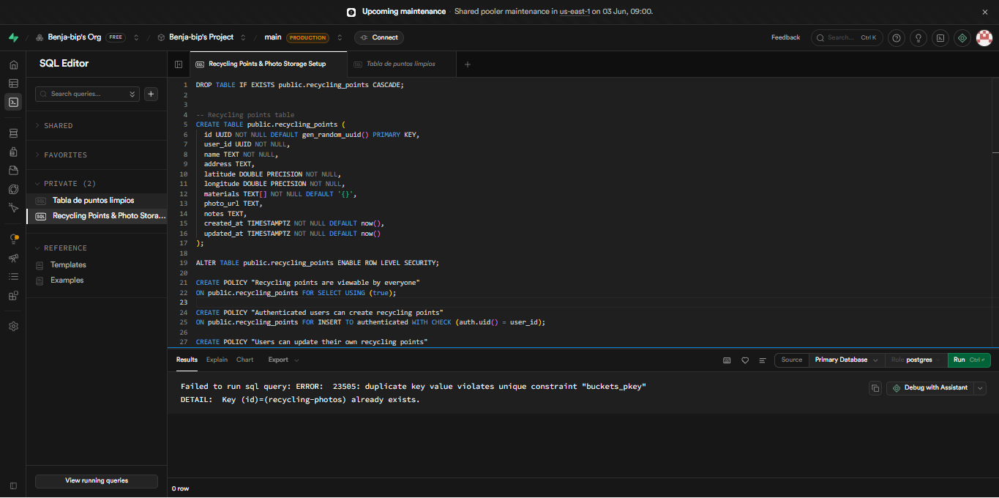 Upcoming maintenance · Shared pooler maintenance in us-east-1 on 03 Jun, 09:00.
Benja-bip's Org FREE / Benja-bip's Project / main PRODUCTION Connect Feedback Search... Ctrl K
SQL Editor
Recycling Points & Photo Storage Setup
Tabla de puntos limpios
Search queries...
SHARED
FAVORITES
PRIVATE (2)
SQL Tabla de puntos limpios
SQL Recycling Points & Photo Stora...
REFERENCE
Templates
Examples
View running queries
1 DROP TABLE IF EXISTS public.recycling_points CASCADE;
2
3
4 -- Recycling points table
5 CREATE TABLE public.recycling_points (
6 id UUID NOT NULL DEFAULT gen_random_uuid() PRIMARY KEY,
7 user_id UUID NOT NULL,
8 name TEXT NOT NULL,
9 address TEXT,
10 latitude DOUBLE PRECISION NOT NULL,
11 longitude DOUBLE PRECISION NOT NULL,
12 materials TEXT[] NOT NULL DEFAULT '{}',
13 photo_url TEXT,
14 notes TEXT,
15 created_at TIMESTAMPTZ NOT NULL DEFAULT now(),
16 updated_at TIMESTAMPTZ NOT NULL DEFAULT now()
17 );
18
19 ALTER TABLE public.recycling_points ENABLE ROW LEVEL SECURITY;
20
21 CREATE POLICY "Recycling points are viewable by everyone"
22 ON public.recycling_points FOR SELECT USING (true);
23
24 CREATE POLICY "Authenticated users can create recycling points"
25 ON public.recycling_points FOR INSERT TO authenticated WITH CHECK (auth.uid() = user_id);
26
27 CREATE POLICY "Users can update their own recycling points"
Results Explain Chart Export Source Primary Database Role postgres Run Ctrl ↵
Failed to run sql query: ERROR:  23505: duplicate key value violates unique constraint "buckets_pkey"
DETAIL:  Key (id)=(recycling-photos) already exists.
Debug with Assistant
0 row